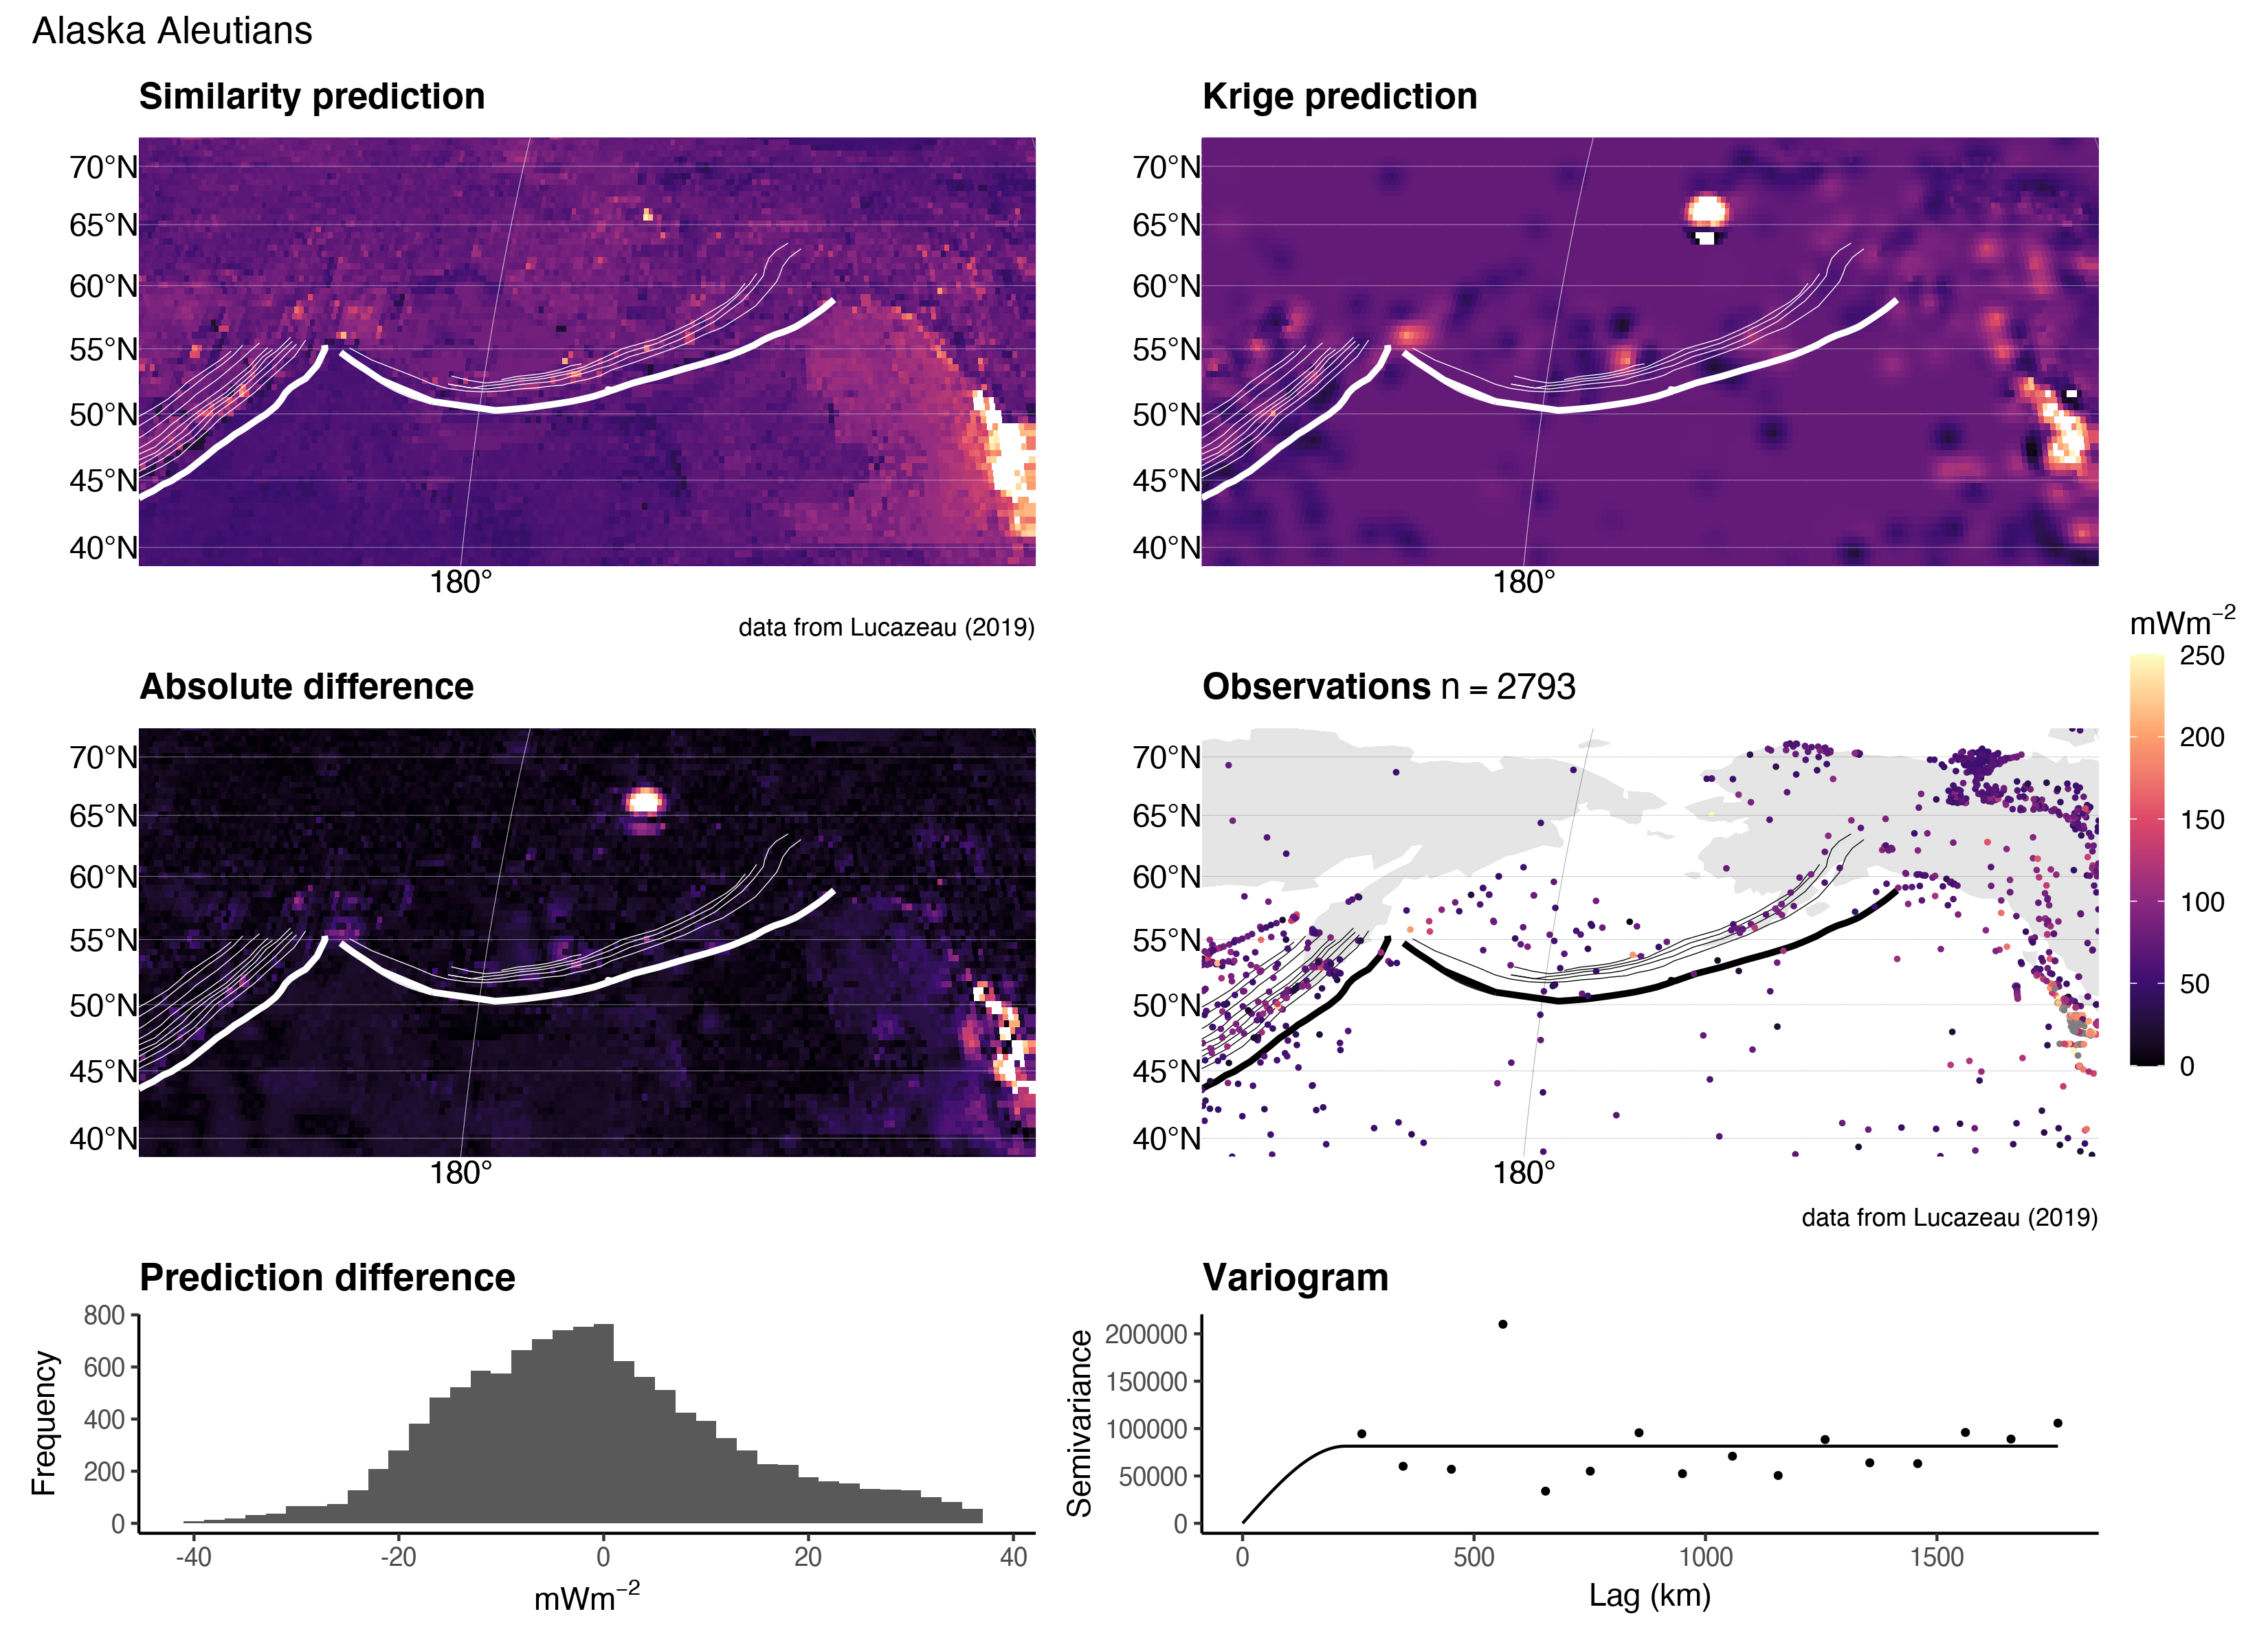 Alaska Aleutians
Similarity prediction
70°N
65°N
60°N
55°N
50°N
45°N
40°N
180°
data from Lucazeau (2019)
Krige prediction
70°N
65°N
60°N
55°N
50°N
45°N
40°N
180°
Absolute difference
70°N
65°N
60°N
55°N
50°N
45°N
40°N
180°
Observations n = 2793
70°N
65°N
60°N
55°N
50°N
45°N
40°N
180°
data from Lucazeau (2019)
mWm⁻²
250
200
150
100
50
0
Prediction difference
Frequency
800
600
400
200
0
-40 -20 0 20 40
mWm⁻²
Variogram
Semivariance
200000
150000
100000
50000
0
0 500 1000 1500
Lag (km)